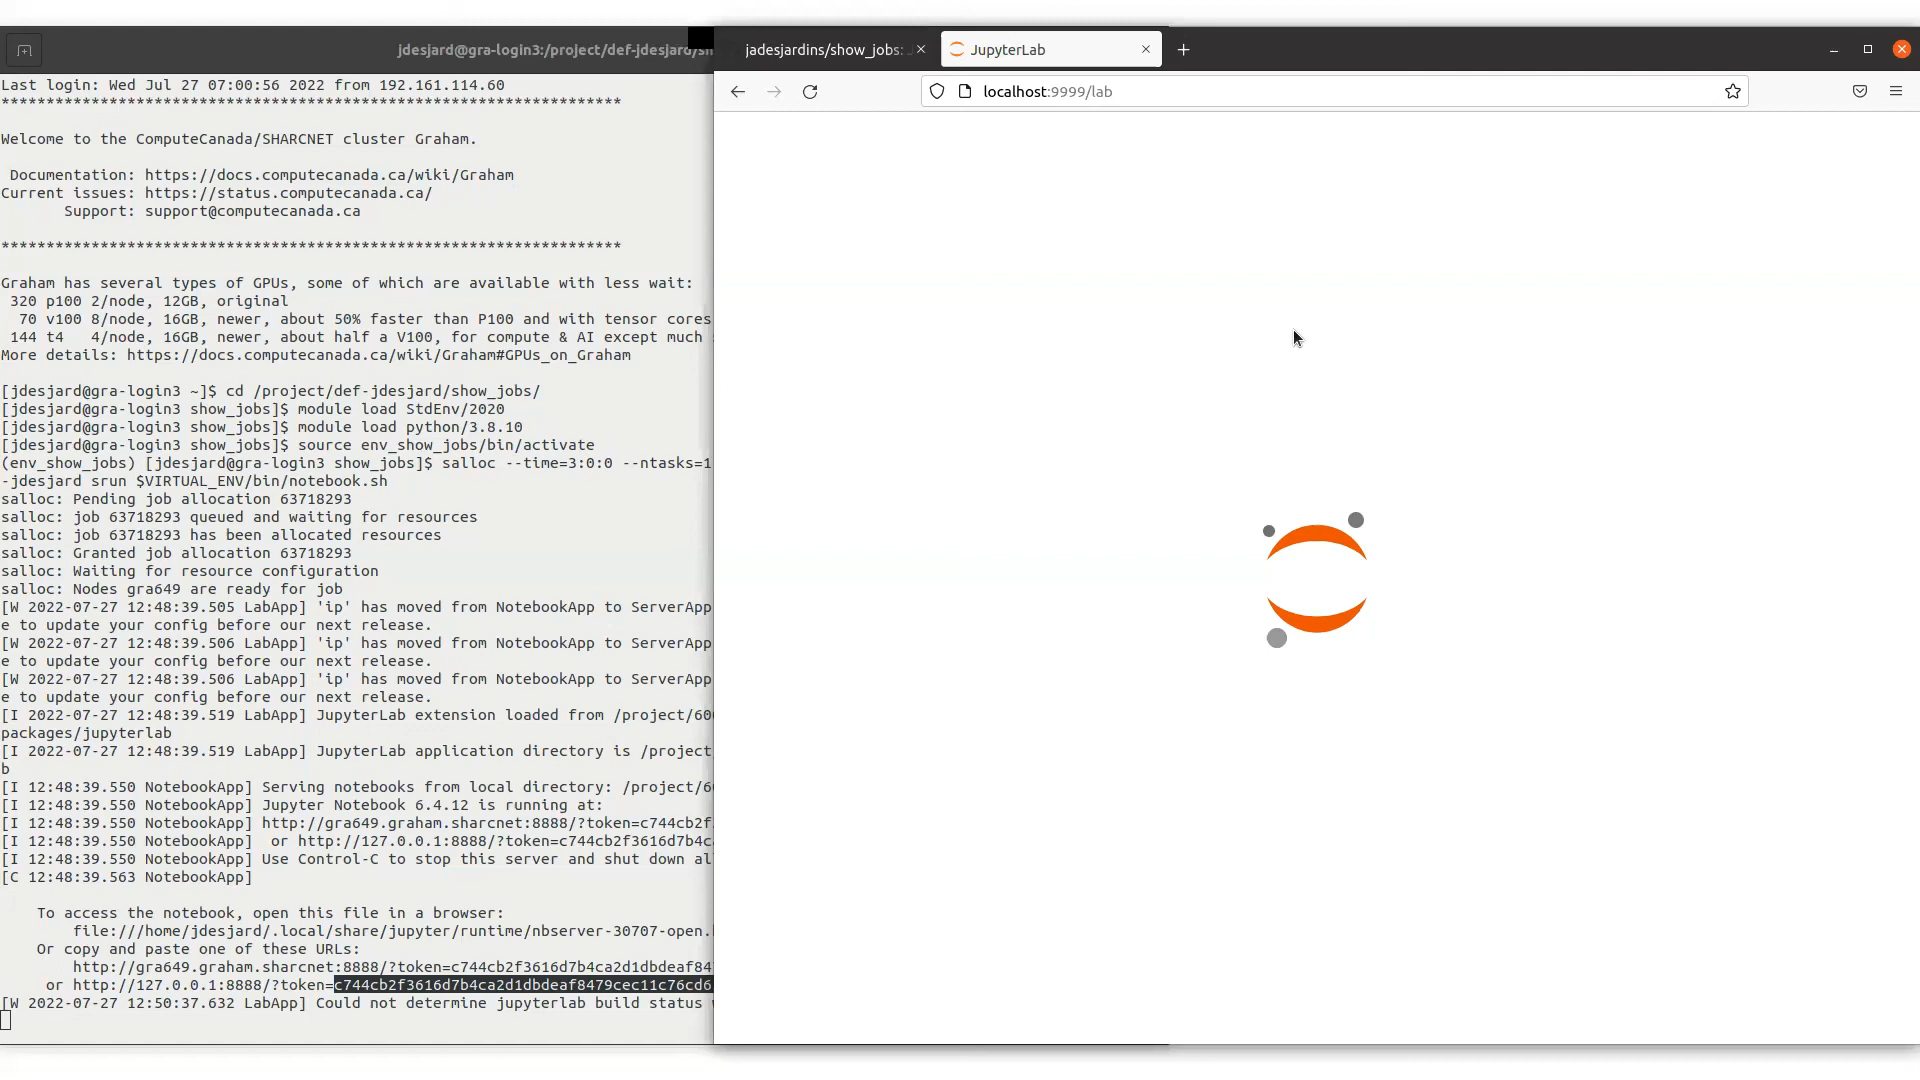 jdesjard@gra-login3:/project/def-jdesjard/s
jadesjardins/show_jobs:
JupyterLab
localhost:9999/lab
Last login: Wed Jul 27 07:00:56 2022 from 192.161.114.60
*********************************************************************
Welcome to the ComputeCanada/SHARCNET cluster Graham.
Documentation: https://docs.computecanada.ca/wiki/Graham
Current issues: https://status.computecanada.ca/
Support: support@computecanada.ca
*********************************************************************
Graham has several types of GPUs, some of which are available with less wait:
320 p100 2/node, 12GB, original
70 v100 8/node, 16GB, newer, about 50% faster than P100 and with tensor cores
144 t4   4/node, 16GB, newer, about half a V100, for compute & AI except much s
More details: https://docs.computecanada.ca/wiki/Graham#GPUs_on_Graham
[jdesjard@gra-login3 ~]$ cd /project/def-jdesjard/show_jobs/
[jdesjard@gra-login3 show_jobs]$ module load StdEnv/2020
[jdesjard@gra-login3 show_jobs]$ module load python/3.8.10
[jdesjard@gra-login3 show_jobs]$ source env_show_jobs/bin/activate
(env_show_jobs) [jdesjard@gra-login3 show_jobs]$ salloc --time=3:0:0 --ntasks=1
-jdesjard srun $VIRTUAL_ENV/bin/notebook.sh
salloc: Pending job allocation 63718293
salloc: job 63718293 queued and waiting for resources
salloc: job 63718293 has been allocated resources
salloc: Granted job allocation 63718293
salloc: Waiting for resource configuration
salloc: Nodes gra649 are ready for job
[W 2022-07-27 12:48:39.505 LabApp] 'ip' has moved from NotebookApp to ServerApp
e to update your config before our next release.
[W 2022-07-27 12:48:39.506 LabApp] 'ip' has moved from NotebookApp to ServerApp
e to update your config before our next release.
[W 2022-07-27 12:48:39.506 LabApp] 'ip' has moved from NotebookApp to ServerApp
e to update your config before our next release.
[I 2022-07-27 12:48:39.519 LabApp] JupyterLab extension loaded from /project/60
packages/jupyterlab
[I 2022-07-27 12:48:39.519 LabApp] JupyterLab application directory is /project
b
[I 12:48:39.550 NotebookApp] Serving notebooks from local directory: /project/6
[I 12:48:39.550 NotebookApp] Jupyter Notebook 6.4.12 is running at:
[I 12:48:39.550 NotebookApp] http://gra649.graham.sharcnet:8888/?token=c744cb2f
[I 12:48:39.550 NotebookApp]  or http://127.0.0.1:8888/?token=c744cb2f3616d7b4c
[I 12:48:39.550 NotebookApp] Use Control-C to stop this server and shut down al
[C 12:48:39.563 NotebookApp]
To access the notebook, open this file in a browser:
file:///home/jdesjard/.local/share/jupyter/runtime/nbserver-30707-open.
Or copy and paste one of these URLs:
http://gra649.graham.sharcnet:8888/?token=c744cb2f3616d7b4ca2d1dbdeaf84
or http://127.0.0.1:8888/?token=c744cb2f3616d7b4ca2d1dbdeaf8479cec11c76cd6
[W 2022-07-27 12:50:37.632 LabApp] Could not determine jupyterlab build status